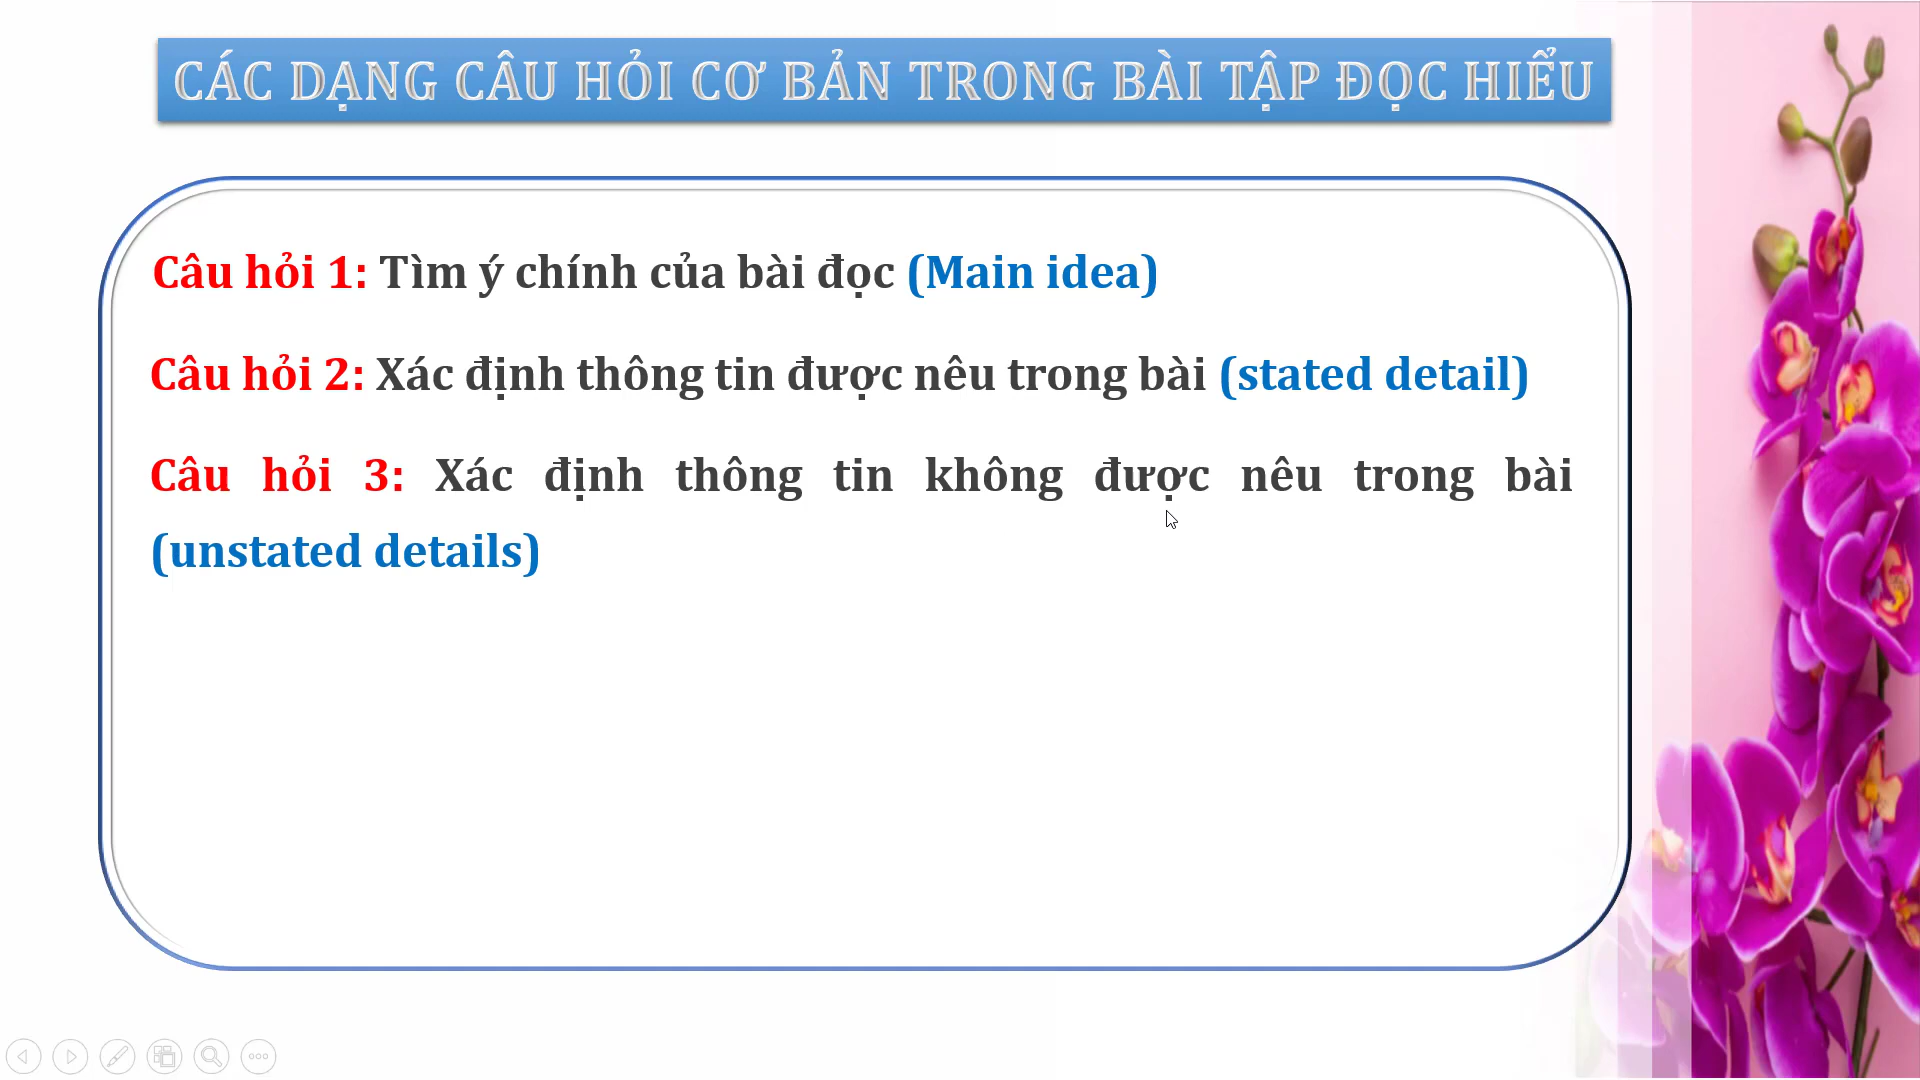 CÁC DẠNG CÂU HỎI CƠ BẢN TRONG BÀI TẬP ĐỌC HIỂU
Câu hỏi 1: Tìm ý chính của bài đọc (Main idea)
Câu hỏi 2: Xác định thông tin được nêu trong bài (stated detail)
Câu hỏi 3: Xác định thông tin không được nêu trong bài
(unstated details)